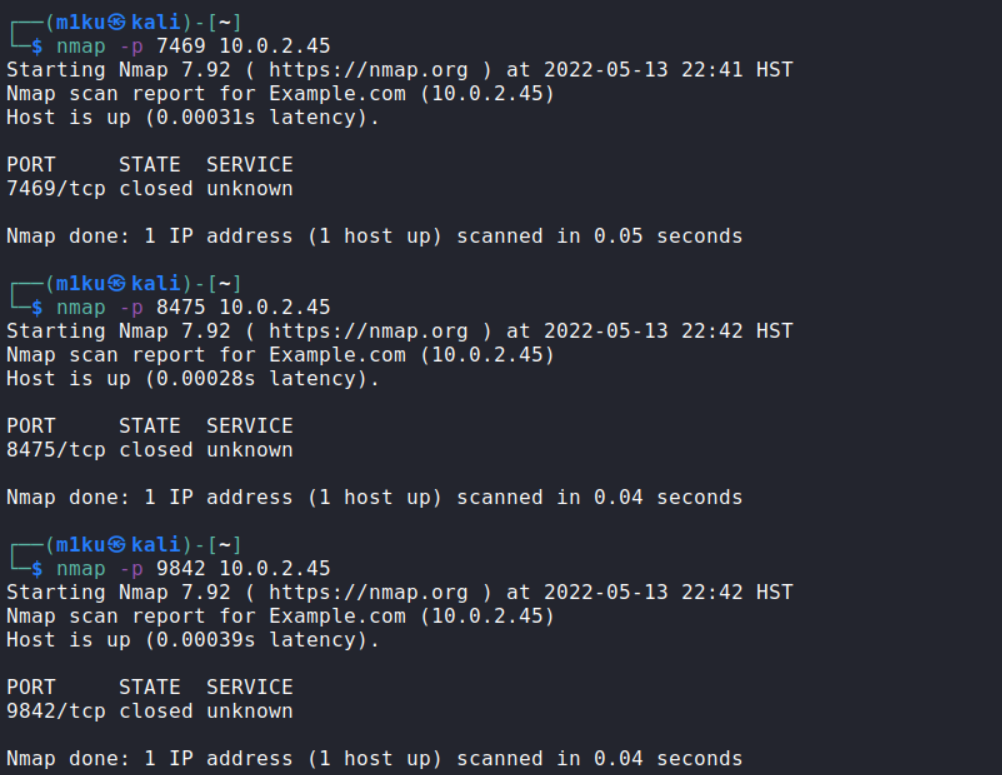 ┌──(m1ku㉿kali)-[~]
└─$ nmap -p 7469 10.0.2.45
Starting Nmap 7.92 ( https://nmap.org ) at 2022-05-13 22:41 HST
Nmap scan report for Example.com (10.0.2.45)
Host is up (0.00031s latency).

PORT     STATE  SERVICE
7469/tcp closed unknown

Nmap done: 1 IP address (1 host up) scanned in 0.05 seconds

┌──(m1ku㉿kali)-[~]
└─$ nmap -p 8475 10.0.2.45
Starting Nmap 7.92 ( https://nmap.org ) at 2022-05-13 22:42 HST
Nmap scan report for Example.com (10.0.2.45)
Host is up (0.00028s latency).

PORT     STATE  SERVICE
8475/tcp closed unknown

Nmap done: 1 IP address (1 host up) scanned in 0.04 seconds

┌──(m1ku㉿kali)-[~]
└─$ nmap -p 9842 10.0.2.45
Starting Nmap 7.92 ( https://nmap.org ) at 2022-05-13 22:42 HST
Nmap scan report for Example.com (10.0.2.45)
Host is up (0.00039s latency).

PORT     STATE  SERVICE
9842/tcp closed unknown

Nmap done: 1 IP address (1 host up) scanned in 0.04 seconds